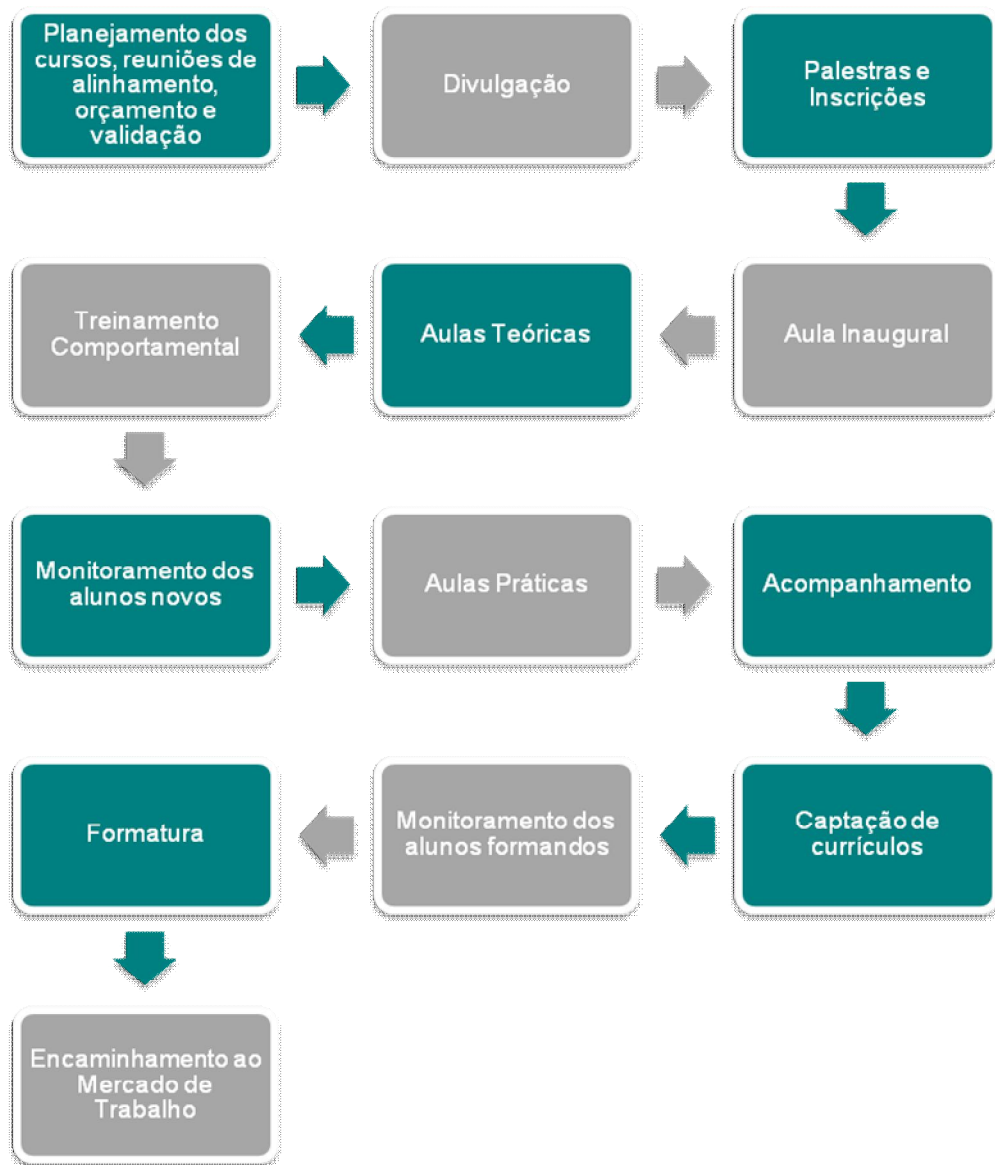 Planejamento dos
cursos, reuniões de
alinhamento,
orçamento e
validação
Divulgação
Palestras e
Inscrições
Aula Inaugural
Aulas Teóricas
Treinamento
Comportamental
Monitoramento dos
alunos novos
Aulas Práticas
Acompanhamento
Captação de
currículos
Monitoramento dos
alunos formandos
Formatura
Encaminhamento ao
Mercado de
Trabalho